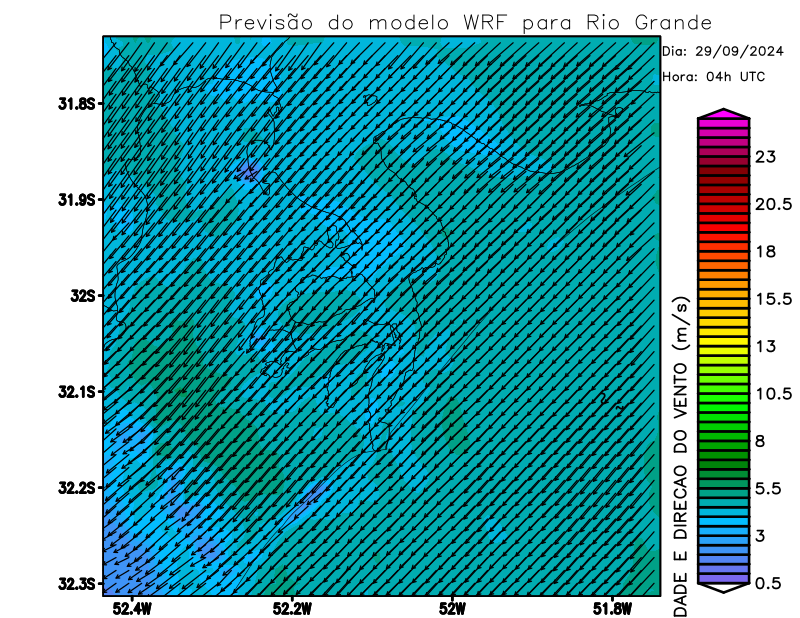 Previsão do modelo WRF para Rio Grande
Dia: 29/09/2024
Hora: 04h UTC
31.8S
31.9S
32S
32.1S
32.2S
32.3S
52.4W
52.2W
52W
51.8W
23
20.5
18
15.5
13
10.5
8
5.5
3
0.5
DADE E DIRECAO DO VENTO (m/s)